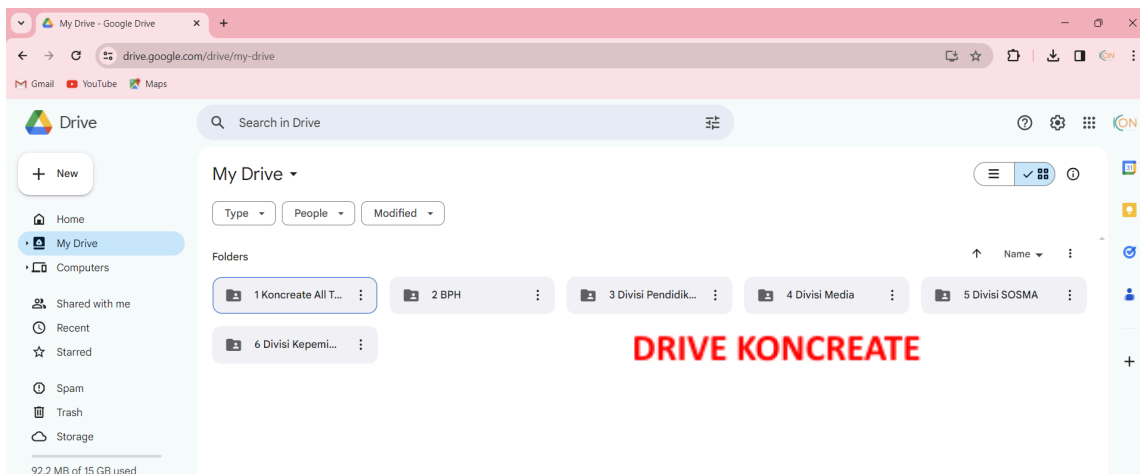 My Drive - Google Drive
drive.google.com/drive/my-drive
Gmail YouTube Maps
Drive
Search in Drive
ON
New
My Drive
31
Type People Modified
Home
My Drive
Computers
Folders
Name
1 Koncreate All T...
2 BPH
3 Divisi Pendidik...
4 Divisi Media
5 Divisi SOSMA
Shared with me
Recent
Starred
6 Divisi Kepemi...
DRIVE KONCREATE
Spam
Trash
Storage
92.2 MB of 15 GB used